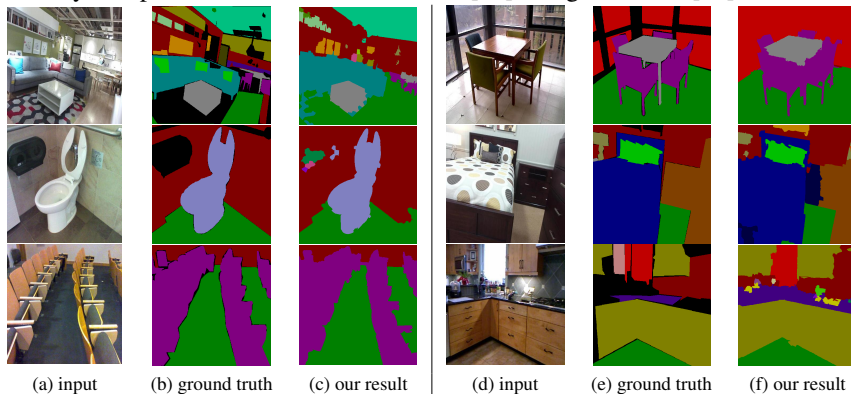 (a) input (b) ground truth (c) our result (d) input (e) ground truth (f) our result